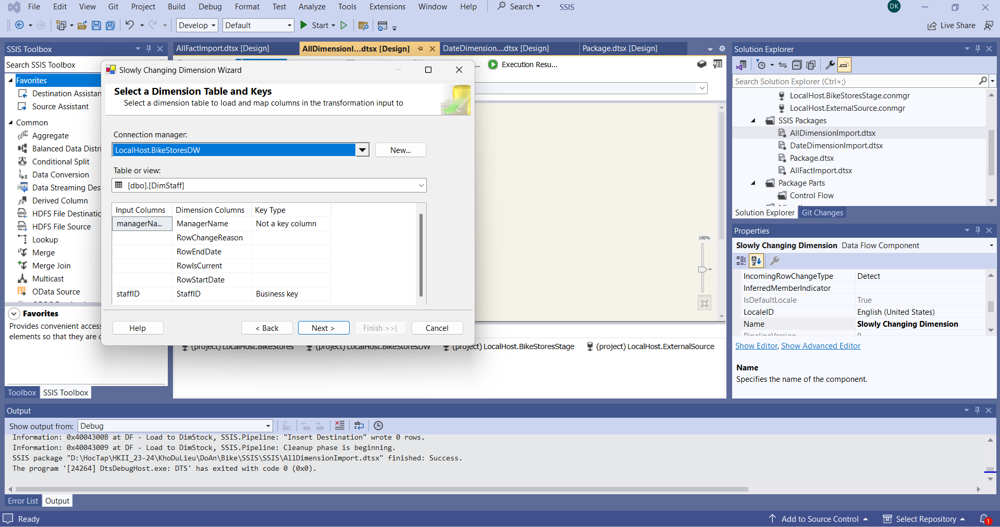 File Edit View Git Project Build Debug Format Test Analyze Tools Extensions Window Help Search SSIS DK
Develop Default Start Live Share
SSIS Toolbox
Search SSIS Toolbox
Favorites
Destination Assistan
Source Assistant
Common
Aggregate
Balanced Data Distri
Conditional Split
Data Conversion
Data Streaming Des
Derived Column
HDFS File Destinatic
HDFS File Source
Lookup
Merge
Merge Join
Multicast
OData Source
Favorites
Provides convenient access
elements so that they are
Toolbox SSIS Toolbox
AllFactImport.dtsx [Design] AllDimensionI...dtsx [Design] DateDimension....dtsx [Design] Package.dtsx [Design]
... Execution Resu...
Slowly Changing Dimension Wizard
Select a Dimension Table and Keys
Select a dimension table to load and map columns in the transformation input to
Connection manager:
LocalHost.BikeStoresDW New...
Table or view:
[dbo].[DimStaff]
Input Columns Dimension Columns Key Type
managerNa... ManagerName Not a key column
RowChangeReason
RowEndDate
RowIsCurrent
RowStartDate
staffID StaffID Business key
Help < Back Next > Finish >>| Cancel
100%
(project) LocalHost.BikeStores (project) LocalHost.BikeStoresDW (project) LocalHost.BikeStoresStage (project) LocalHost.ExternalSource
Solution Explorer
Search Solution Explorer (Ctrl+;)
LocalHost.BikeStoresStage.conmgr
LocalHost.ExternalSource.conmgr
SSIS Packages
AllDimensionImport.dtsx
DateDimensionImport.dtsx
Package.dtsx
AllFactImport.dtsx
Package Parts
Control Flow
Solution Explorer Git Changes
Properties
Slowly Changing Dimension Data Flow Component
IncomingRowChangeType Detect
InferredMemberIndicator
IsDefaultLocale True
LocaleID English (United States)
Name Slowly Changing Dimension
PipelineVersion 0
Show Editor, Show Advanced Editor
Name
Specifies the name of the component.
Output
Show output from: Debug
Information: 0x4004300B at DF - Load to DimStock, SSIS.Pipeline: "Insert Destination" wrote 0 rows.
Information: 0x40043009 at DF - Load to DimStock, SSIS.Pipeline: Cleanup phase is beginning.
SSIS package "D:\HocTap\HKII_23-24\KhoDuLieu\DoAn\Bike\SSIS\SSIS\AllDimensionImport.dtsx" finished: Success.
The program '[24264] DtsDebugHost.exe: DTS' has exited with code 0 (0x0).
Error List Output
Ready Add to Source Control Select Repository 1